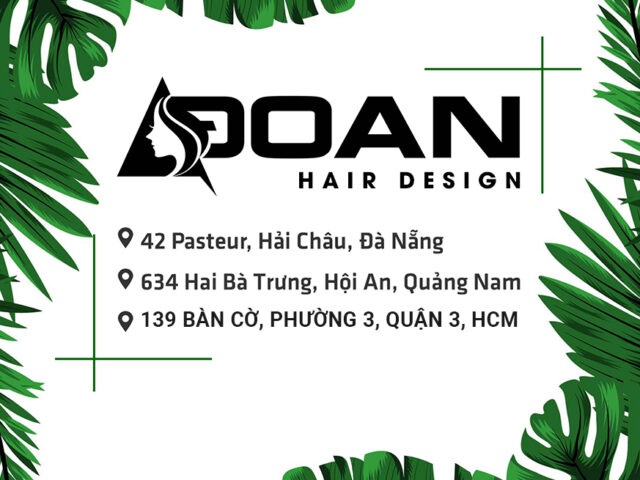 ĐOAN
HAIR DESIGN
42 Pasteur, Hải Châu, Đà Nẵng
634 Hai Bà Trưng, Hội An, Quảng Nam
139 BÀN CỜ, PHƯỜNG 3, QUẬN 3, HCM